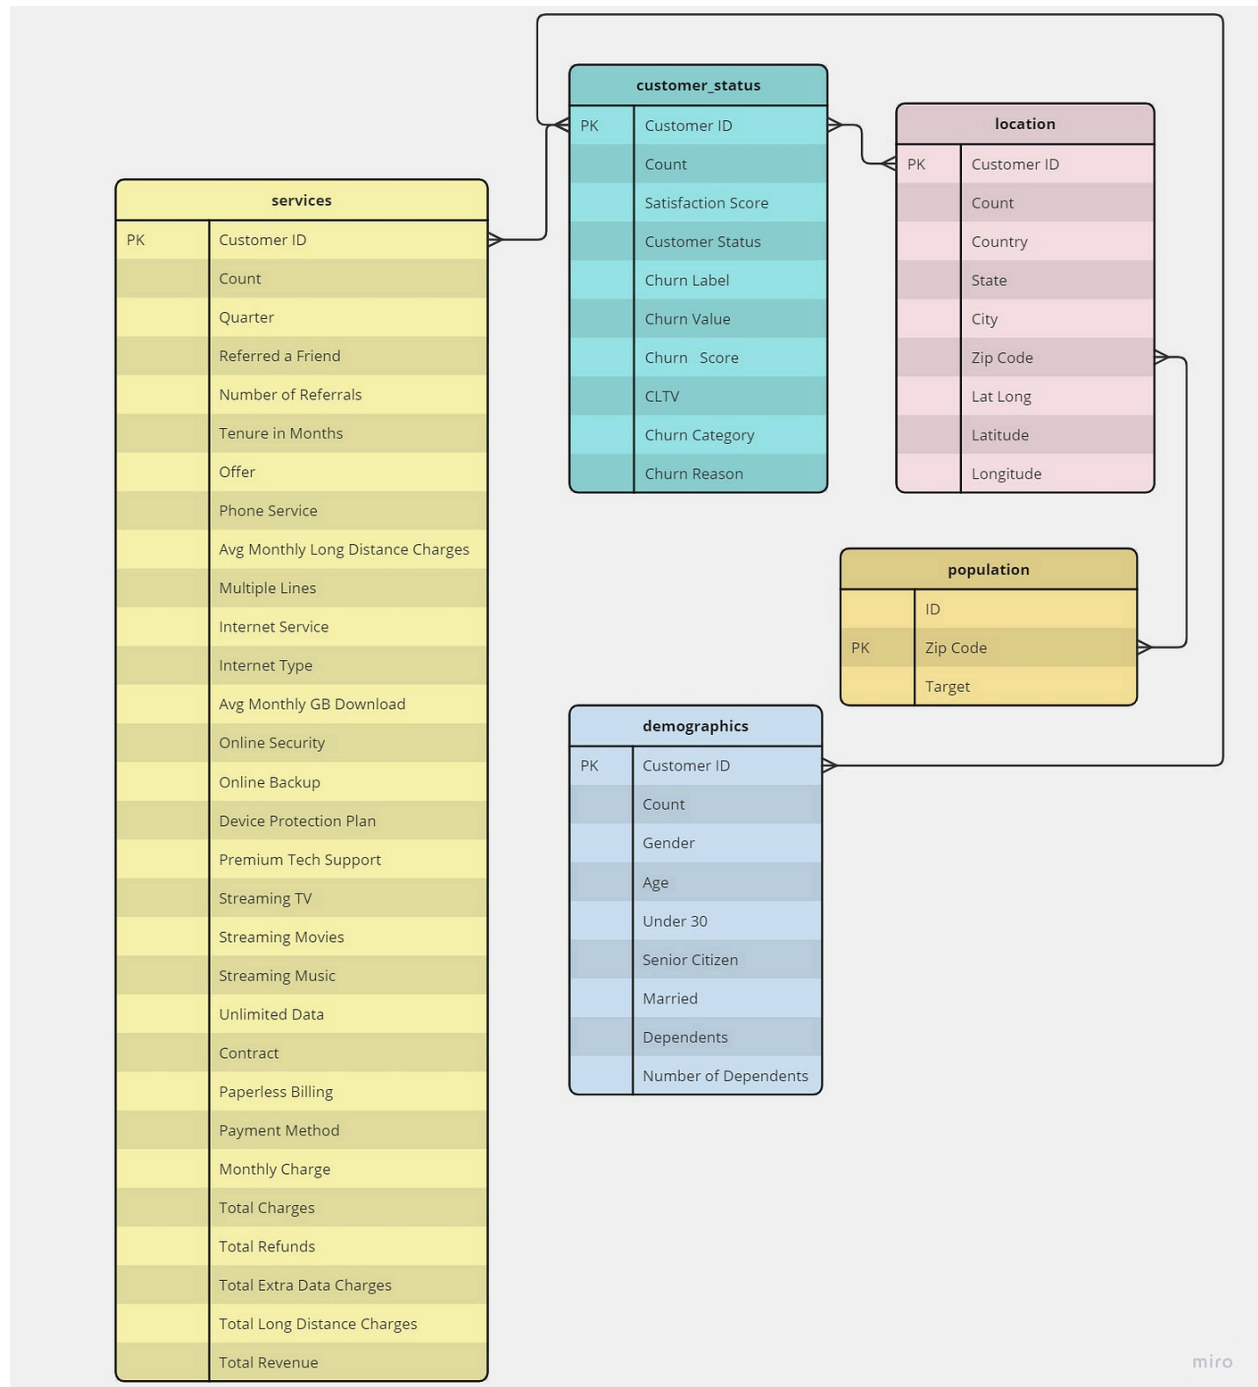 customer_status
PK Customer ID
Count
Satisfaction Score
Customer Status
Churn Label
Churn Value
Churn Score
CLTV
Churn Category
Churn Reason
location
PK Customer ID
Count
Country
State
City
Zip Code
Lat Long
Latitude
Longitude
services
PK Customer ID
Count
Quarter
Referred a Friend
Number of Referrals
Tenure in Months
Offer
Phone Service
Avg Monthly Long Distance Charges
Multiple Lines
Internet Service
Internet Type
Avg Monthly GB Download
Online Security
Online Backup
Device Protection Plan
Premium Tech Support
Streaming TV
Streaming Movies
Streaming Music
Unlimited Data
Contract
Paperless Billing
Payment Method
Monthly Charge
Total Charges
Total Refunds
Total Extra Data Charges
Total Long Distance Charges
Total Revenue
population
ID
PK Zip Code
Target
demographics
PK Customer ID
Count
Gender
Age
Under 30
Senior Citizen
Married
Dependents
Number of Dependents
miro